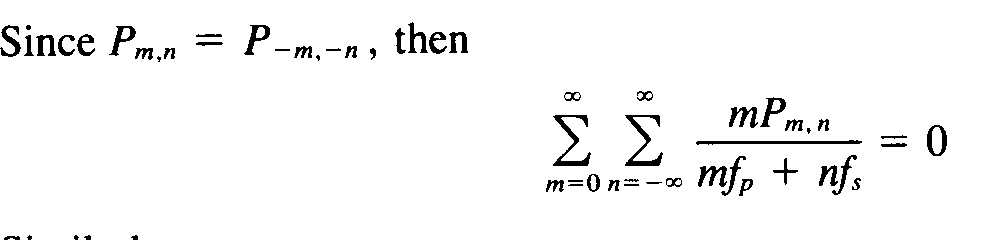 Since P_{m,n} = P_{-m,-n}, then
\sum_{m=0}^{\infty} \sum_{n=-\infty}^{\infty} \frac{mP_{m,n}}{mf_p + nf_s} = 0